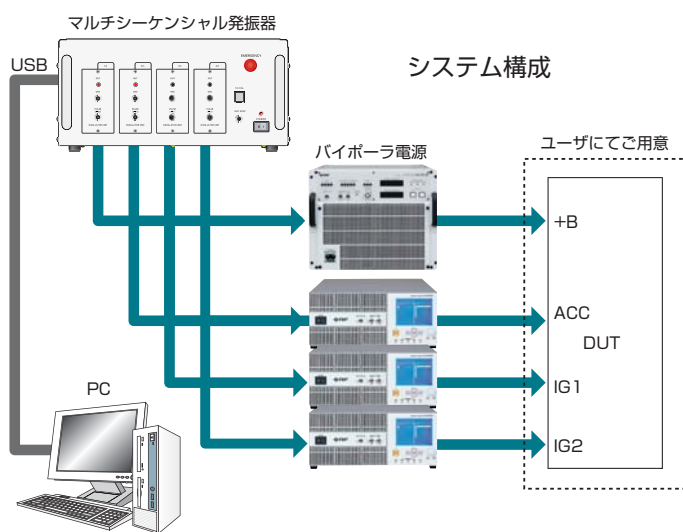 マルチシーケンシャル発振器
USB
EMERGENCY
システム構成
バイポーラ電源
ユーザにてご用意
+B
ACC
DUT
IG1
IG2
PC